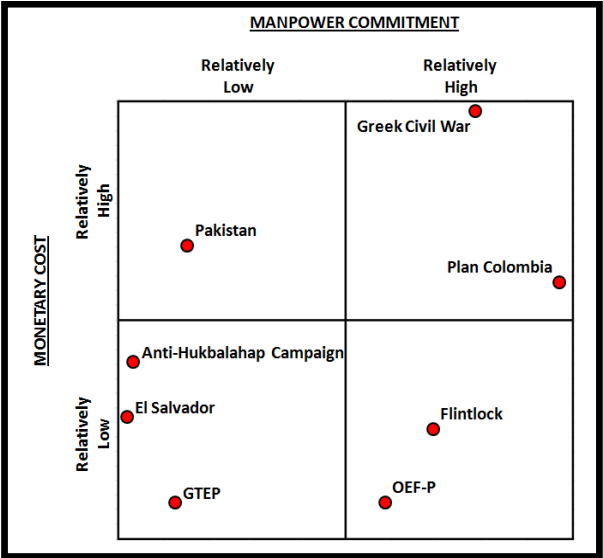 MANPOWER COMMITMENT
Relatively
Low
Relatively
High
MONETARY COST
Relatively
High
Relatively
Low
Greek Civil War
Pakistan
Plan Colombia
Anti-Hukbalahap Campaign
El Salvador
Flintlock
GTEP
OEF-P